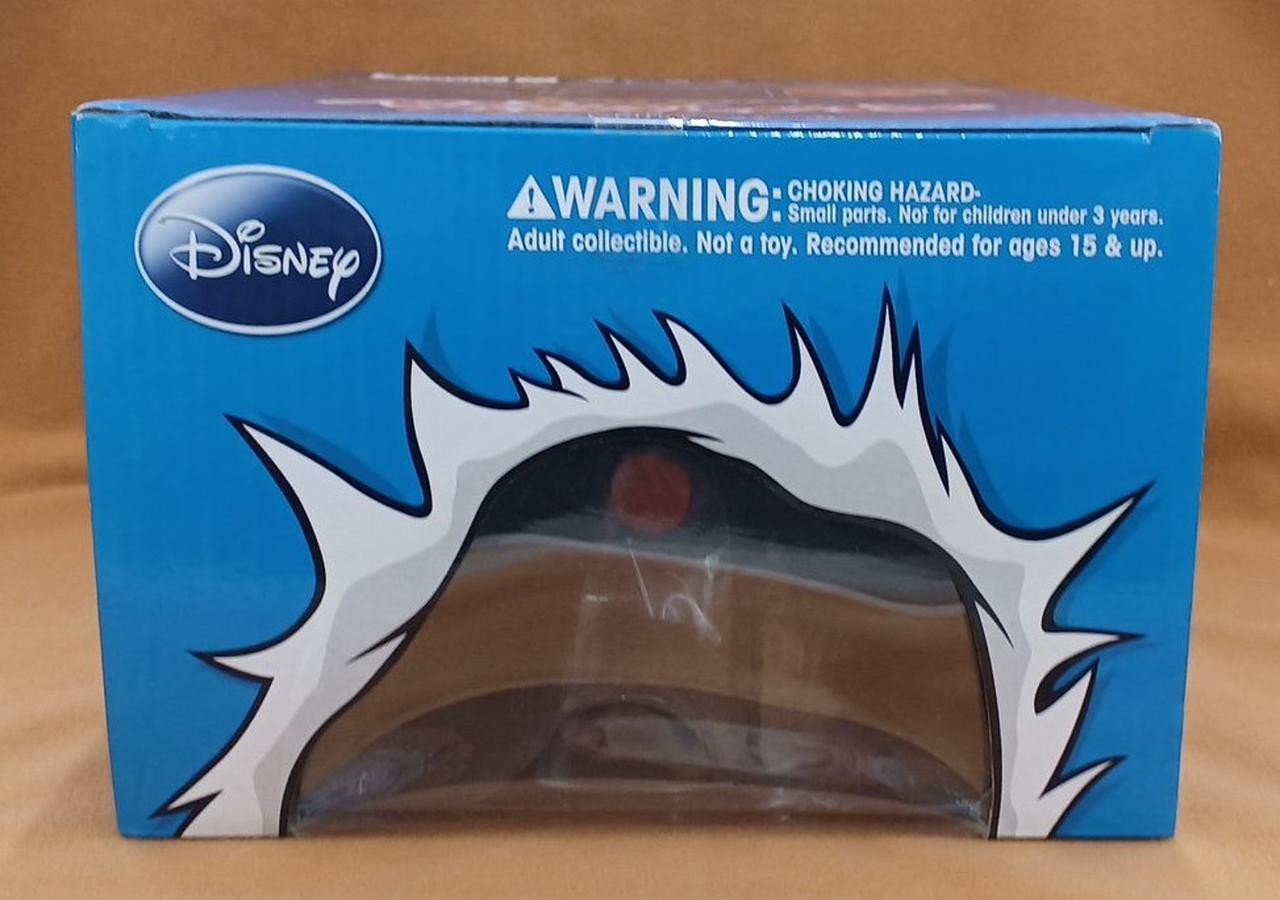 Disney
WARNING: CHOKING HAZARD-
Small parts. Not for children under 3 years.
Adult collectible. Not a toy. Recommended for ages 15 & up.